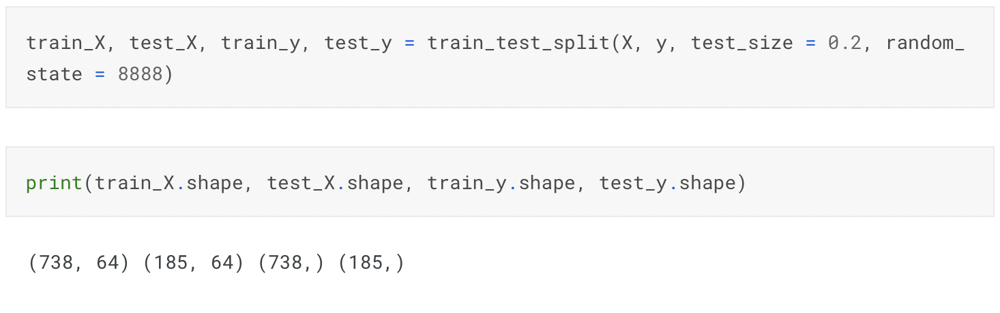 train_X, test_X, train_y, test_y = train_test_split(X, y, test_size = 0.2, random_
state = 8888)
print(train_X.shape, test_X.shape, train_y.shape, test_y.shape)
(738, 64) (185, 64) (738,) (185,)